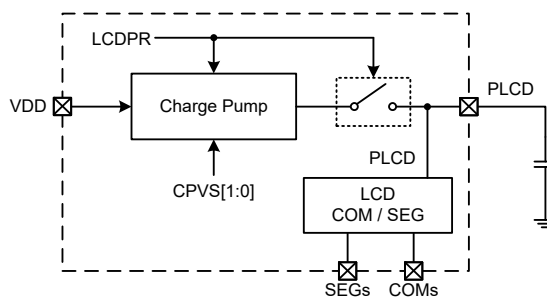 LCDPR
PLCD
VDD
Charge Pump
PLCD
CPVS[1:0]
LCD
COM / SEG
SEGs
COMs